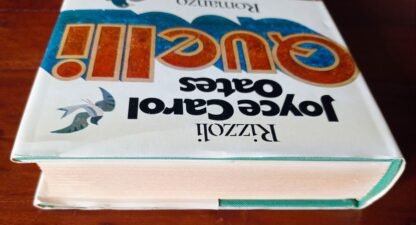 Joyce Carol
Oates
Quelli
Romanzo
Rizzoli